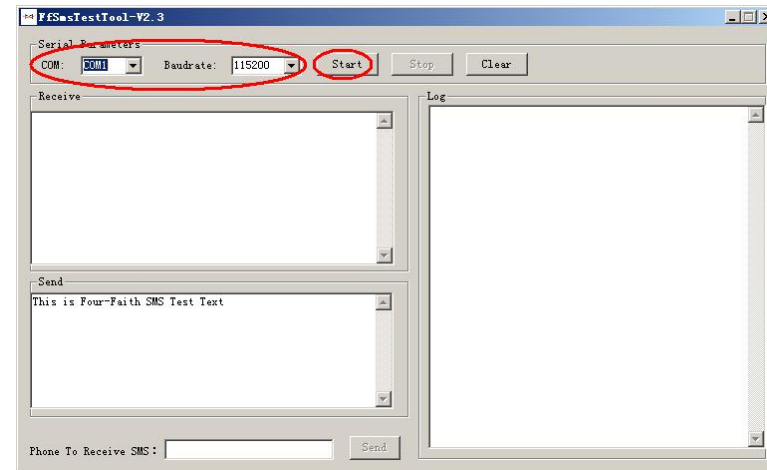 FfSmsTestTool-V2.3
Serial Parameters
COM: COM1 Baudrate: 115200 Start Stop Clear
Receive
Log
Send
This is Four-Faith SMS Test Text
Phone To Receive SMS: Send